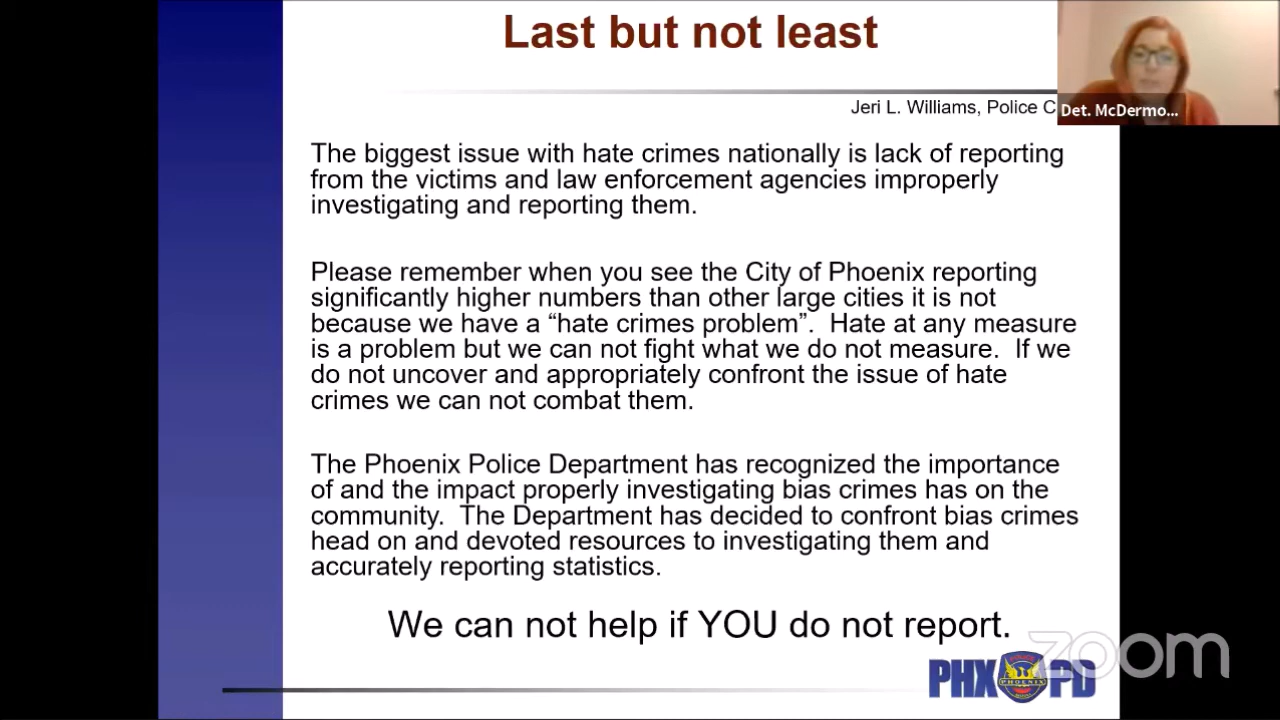 Last but not least
Jeri L. Williams, Police C
Det. McDermo...
The biggest issue with hate crimes nationally is lack of reporting
from the victims and law enforcement agencies improperly
investigating and reporting them.
Please remember when you see the City of Phoenix reporting
significantly higher numbers than other large cities it is not
because we have a “hate crimes problem”.  Hate at any measure
is a problem but we can not fight what we do not measure.  If we
do not uncover and appropriately confront the issue of hate
crimes we can not combat them.
The Phoenix Police Department has recognized the importance
of and the impact properly investigating bias crimes has on the
community.  The Department has decided to confront bias crimes
head on and devoted resources to investigating them and
accurately reporting statistics.
We can not help if YOU do not report.
zoom
PHX PHOENIX PD